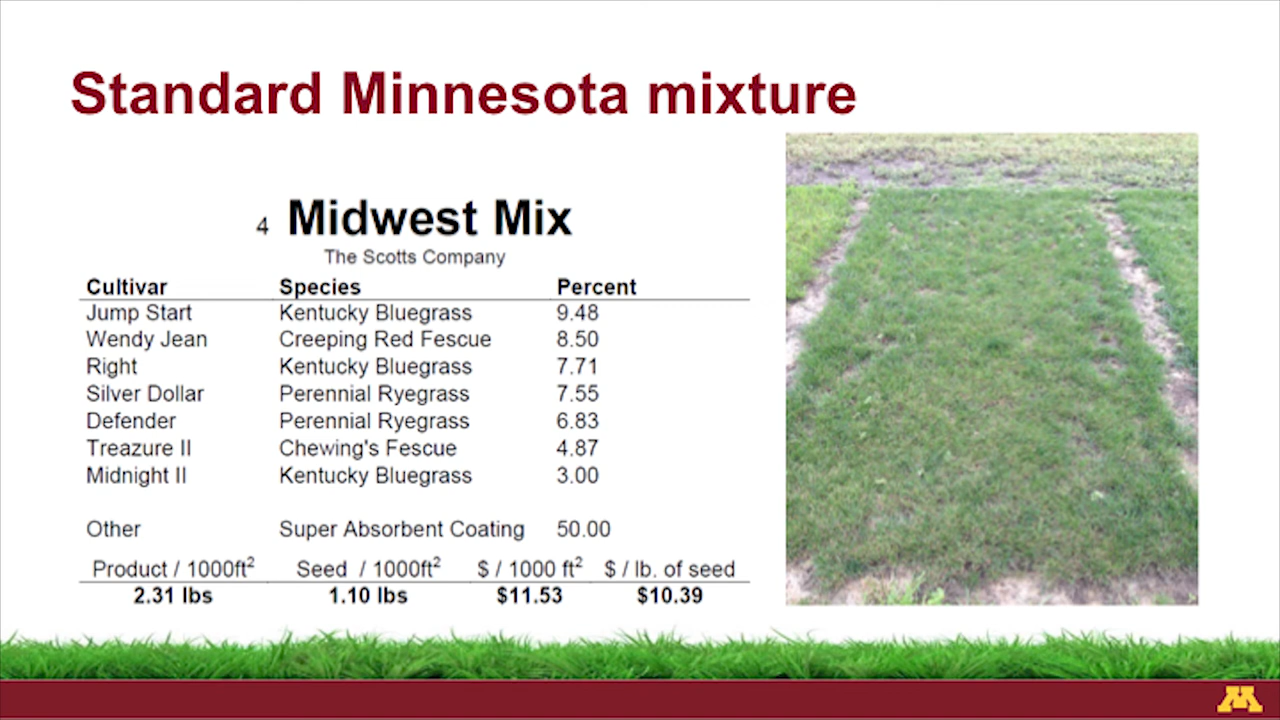 Standard Minnesota mixture
4 Midwest Mix
The Scotts Company
Cultivar Species Percent
Jump Start Kentucky Bluegrass 9.48
Wendy Jean Creeping Red Fescue 8.50
Right Kentucky Bluegrass 7.71
Silver Dollar Perennial Ryegrass 7.55
Defender Perennial Ryegrass 6.83
Treazure II Chewing's Fescue 4.87
Midnight II Kentucky Bluegrass 3.00
Other Super Absorbent Coating 50.00
Product / 1000ft² Seed / 1000ft² $ / 1000 ft² $ / lb. of seed
2.31 lbs 1.10 lbs $11.53 $10.39
M